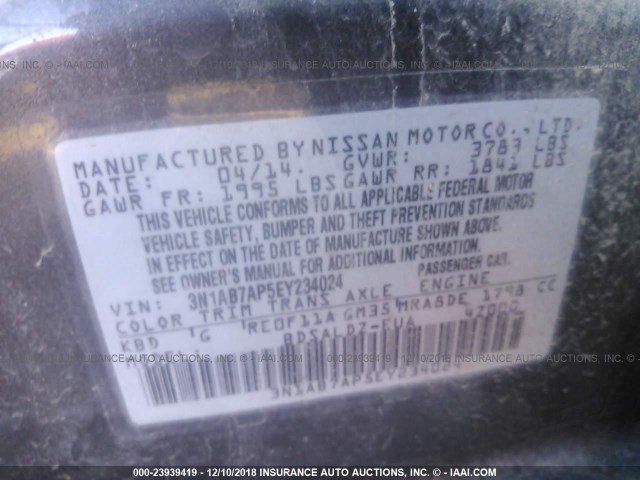 MANUFACTURED BY NISSAN MOTOR CO., LTD.
DATE: 04/14. GVWR: 3783 LBS
GAWR FR: 1995 LBS GAWR RR: 1841 LBS
THIS VEHICLE CONFORMS TO ALL APPLICABLE FEDERAL MOTOR
VEHICLE SAFETY, BUMPER AND THEFT PREVENTION STANDARDS
IN EFFECT ON THE DATE OF MANUFACTURE SHOWN ABOVE.
SEE OWNER'S MANUAL FOR ADDITIONAL INFORMATION.
VIN: 3N1AB7AP5EY234024 PASSENGER CAR
COLOR TRIM TRANS AXLE ENGINE
KBD 'G 'RE0F11A GM35'MRA8DE 1798 CC
BDSALDZ-EUA 4Z000
3N1AB7AP5EY234024
000-23939419 - 12/10/2018 INSURANCE AUTO AUCTIONS, INC. © - IAAI.COM